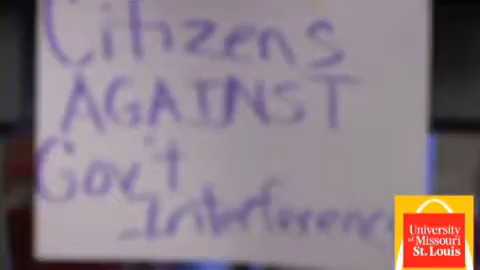 Citizens
AGAINST
Gov't
Interference
University
of Missouri
St. Louis